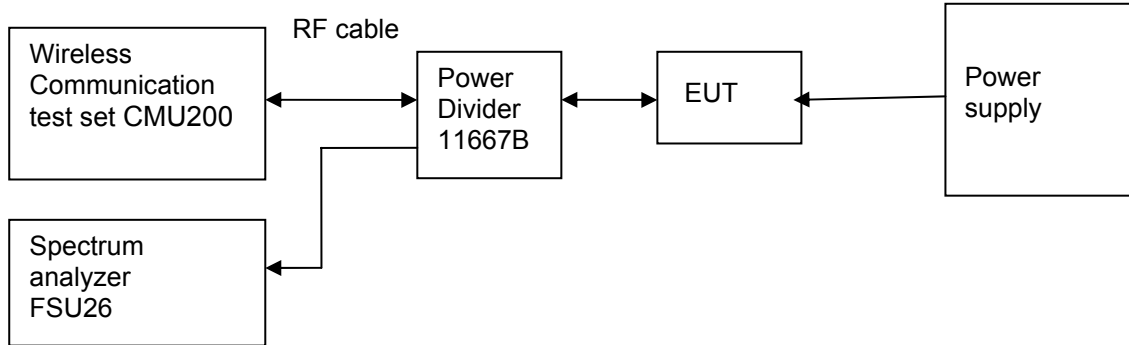 RF cable
Wireless
Communication
test set CMU200
Power
Divider
11667B
EUT
Power
supply
Spectrum
analyzer
FSU26